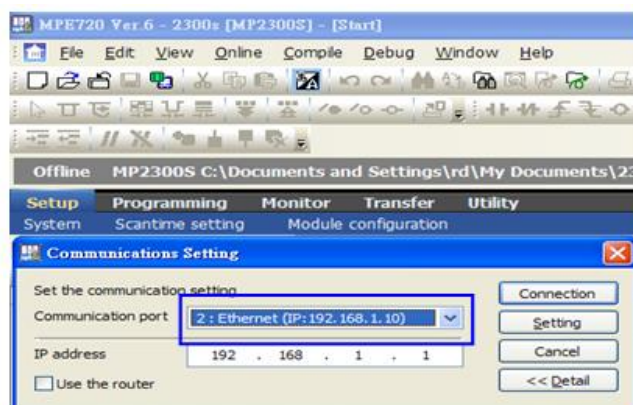 MPE720 Ver.6 - 2300s [MP2300S] - [Start]
File Edit View Online Compile Debug Window Help
Offline MP2300S C:\Documents and Settings\rd\My Documents\23
Setup Programming Monitor Transfer Utility
System Scantime setting Module configuration
Communications Setting
Set the communication setting
Connection
Communication port 2 : Ethernet (IP:192.168.1.10)
Setting
IP address 192 . 168 . 1 . 1
Cancel
Use the router
<< Detail